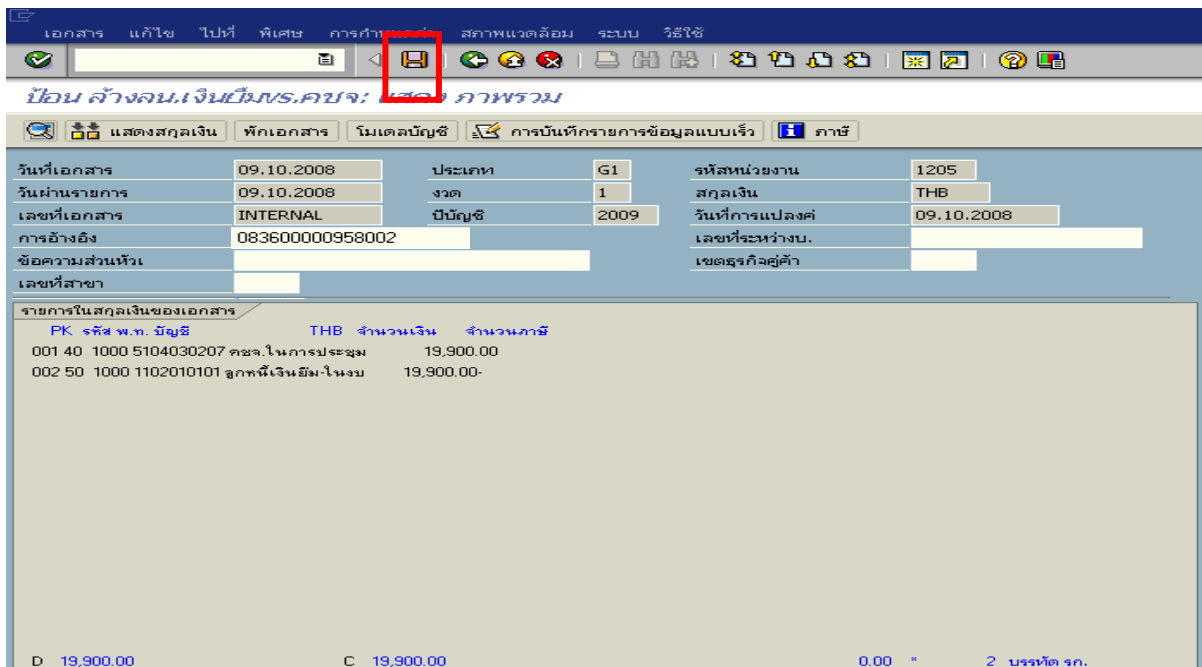 เอกสาร แก้ไข ไปที่ พิเศษ สภาพแวดล้อม ระบบ วิธีใช้
ป้อน ล้างลน.เงินยืม/ร.คชจ: แสดง ภาพรวม
แสดงสกุลเงิน พักเอกสาร โมเดลบัญชี การบันทึกรายการข้อมูลแบบเร็ว ภาษี
วันที่เอกสาร 09.10.2008 ประเภท G1 รหัสหน่วยงาน 1205
วันผ่านรายการ 09.10.2008 งวด 1 สกุลเงิน THB
เลขที่เอกสาร INTERNAL ปีบัญชี 2009 วันที่การแปลงค่ 09.10.2008
การอ้างอิง 083600000958002 เลขที่ระหว่างบ.
ข้อความส่วนหัวเ เขตธุรกิจคู่ค้า
เลขที่สาขา
รายการในสกุลเงินของเอกสาร
PK รหัส พ.ท. บัญชี THB จำนวนเงิน จำนวนภาษี
001 40 1000 5104030207 คชจ.ในการประชุม 19,900.00
002 50 1000 1102010101 ลูกหนี้เงินยืม-ในงบ 19,900.00-
D 19,900.00 C 19,900.00 0.00 * 2 บรรทัด รก.